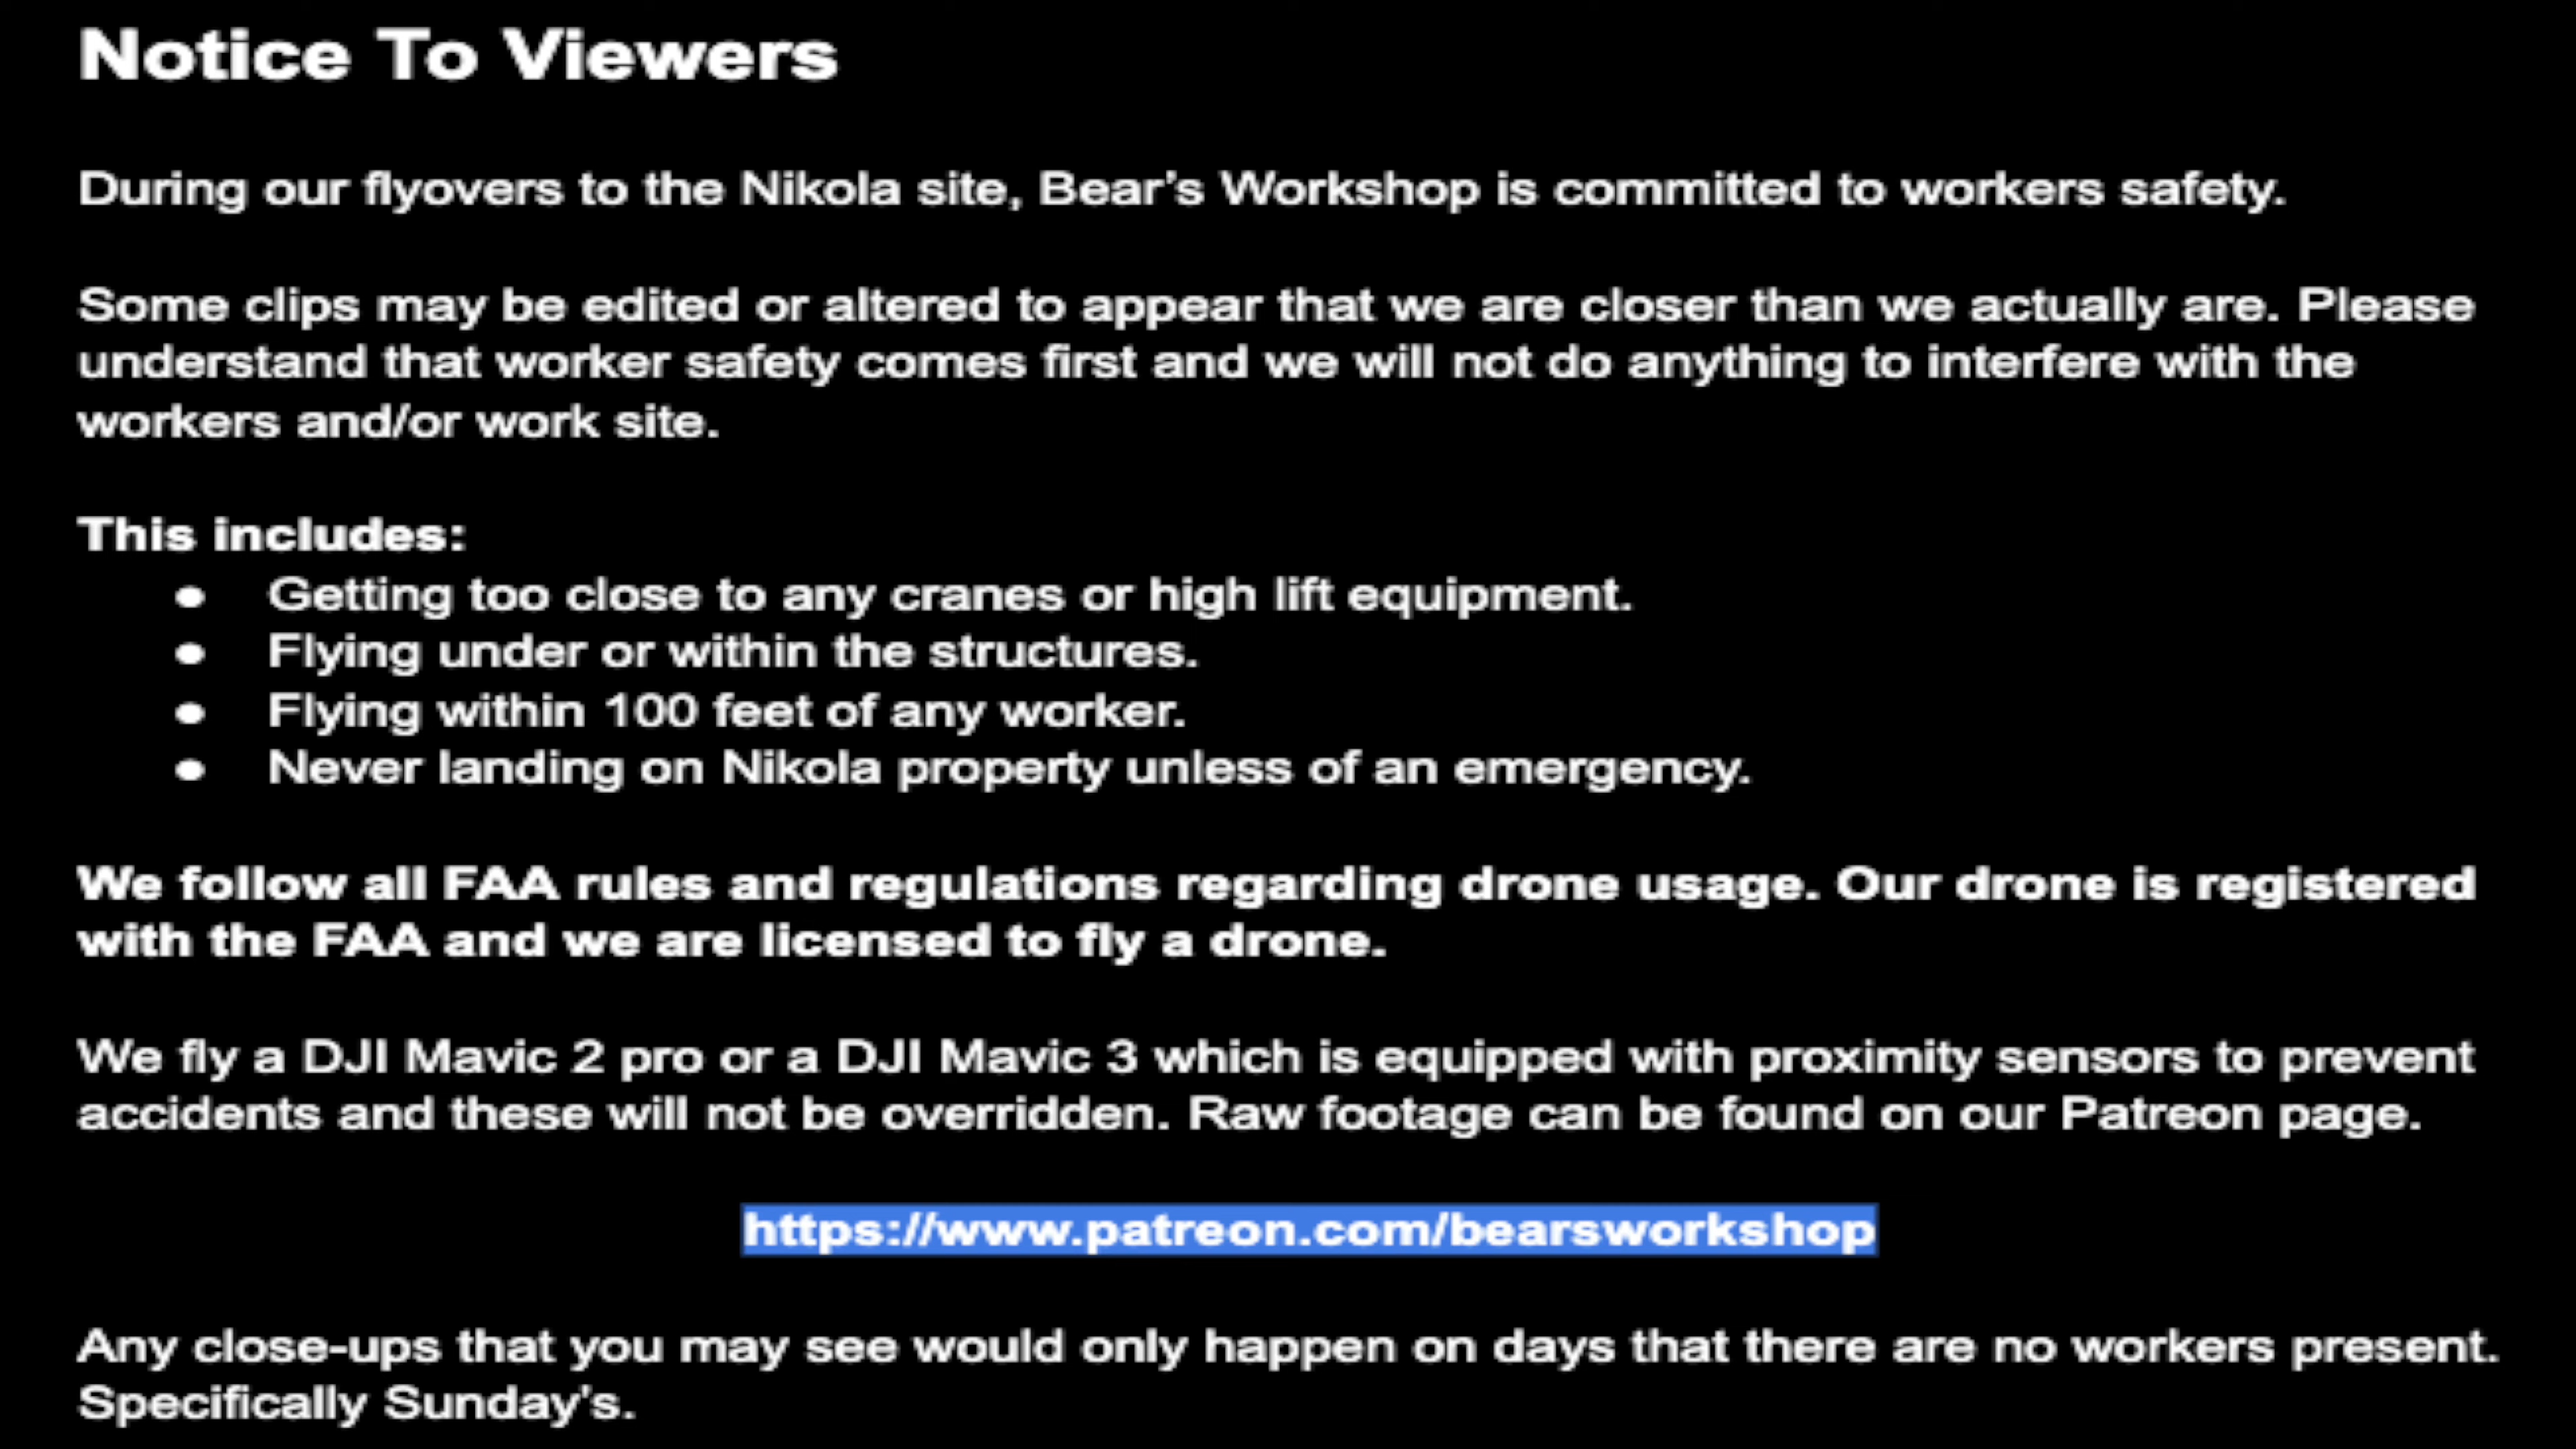 Notice To Viewers
During our flyovers to the Nikola site, Bear's Workshop is committed to workers safety.
Some clips may be edited or altered to appear that we are closer than we actually are. Please
understand that worker safety comes first and we will not do anything to interfere with the
workers and/or work site.
This includes:
● Getting too close to any cranes or high lift equipment.
● Flying under or within the structures.
● Flying within 100 feet of any worker.
● Never landing on Nikola property unless of an emergency.
We follow all FAA rules and regulations regarding drone usage. Our drone is registered
with the FAA and we are licensed to fly a drone.
We fly a DJI Mavic 2 pro or a DJI Mavic 3 which is equipped with proximity sensors to prevent
accidents and these will not be overridden. Raw footage can be found on our Patreon page.
https://www.patreon.com/bearsworkshop
Any close-ups that you may see would only happen on days that there are no workers present.
Specifically Sunday's.